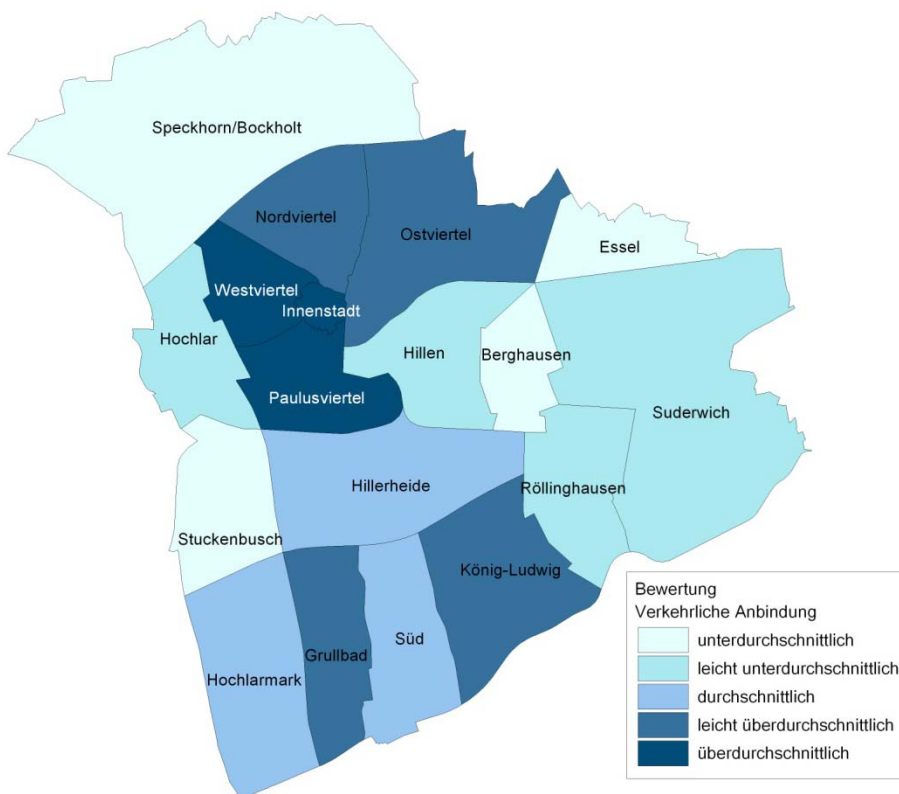 Speckhorn/Bockholt
Nordviertel
Ostviertel
Essel
Westviertel
Innenstadt
Hochlar
Hillen
Berghausen
Paulusviertel
Suderwich
Hillerheide
Röllinghausen
Stuckenbusch
König-Ludwig
Süd
Grullbad
Hochlarmark
Bewertung
Verkehrliche Anbindung
unterdurchschnittlich
leicht unterdurchschnittlich
durchschnittlich
leicht überdurchschnittlich
überdurchschnittlich